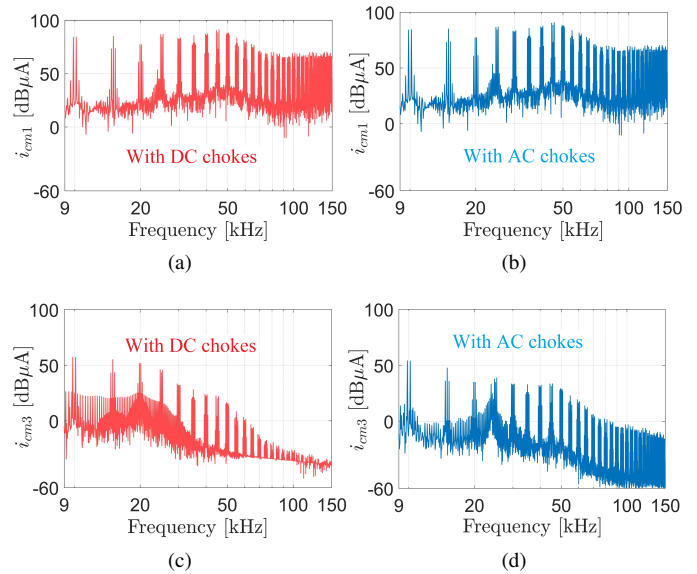 100
50
0
-60
i_cm1 [dBμA]
With DC chokes
9 20 50 100 150
Frequency [kHz]
(a)
100
50
0
-60
i_cm1 [dBμA]
With AC chokes
9 20 50 100 150
Frequency [kHz]
(b)
100
0
-60
i_cm3 [dBμA]
With DC chokes
9 20 50 100 150
Frequency [kHz]
(c)
100
0
-60
i_cm3 [dBμA]
With AC chokes
9 20 50 100 150
Frequency [kHz]
(d)